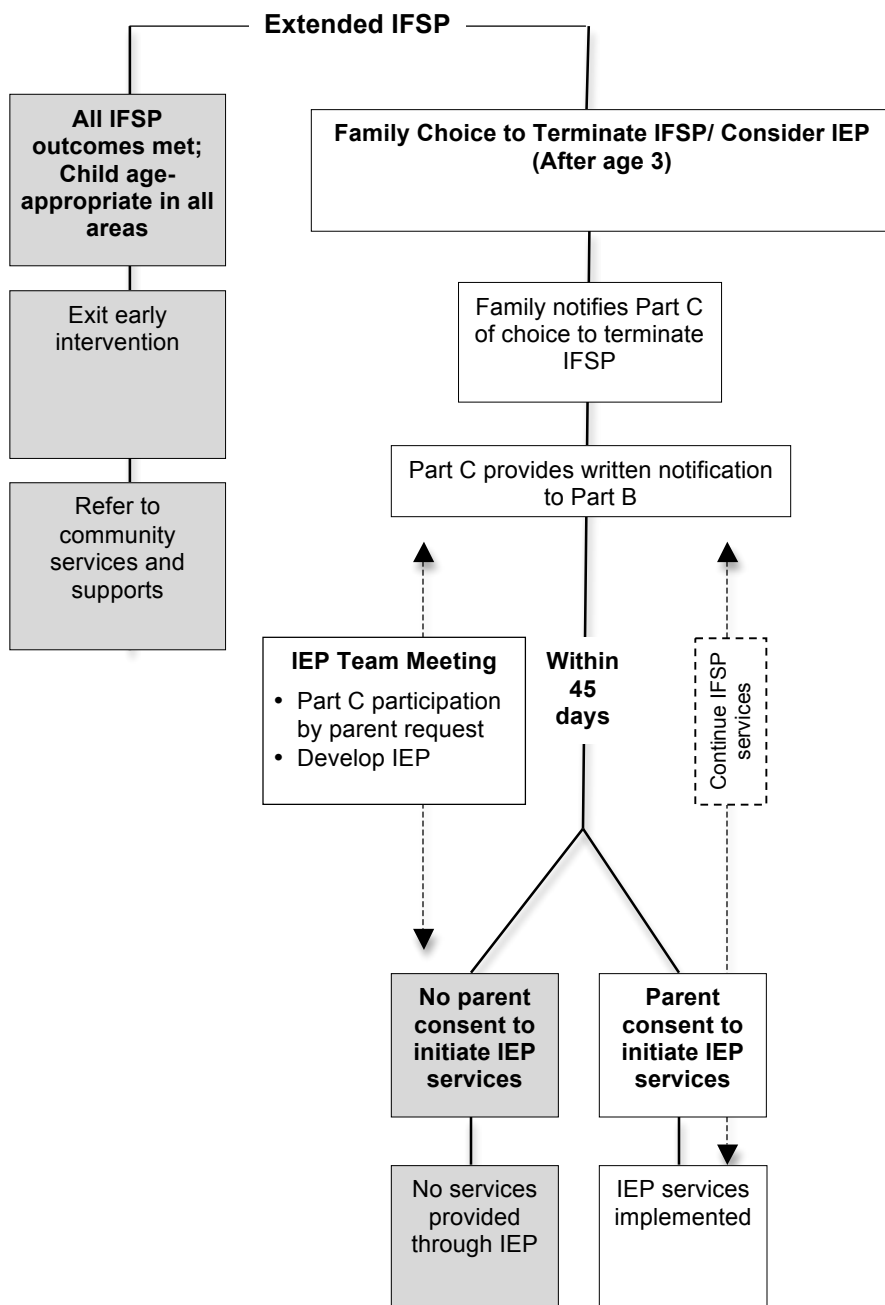 Extended IFSP
All IFSP
outcomes met;
Child age-
appropriate in all
areas
Exit early
intervention
Refer to
community
services and
supports
Family Choice to Terminate IFSP/ Consider IEP
(After age 3)
Family notifies Part C
of choice to terminate
IFSP
Part C provides written notification
to Part B
IEP Team Meeting
• Part C participation
by parent request
• Develop IEP
Within
45
days
Continue IFSP
services
No parent
consent to
initiate IEP
services
No services
provided
through IEP
Parent
consent to
initiate IEP
services
IEP services
implemented